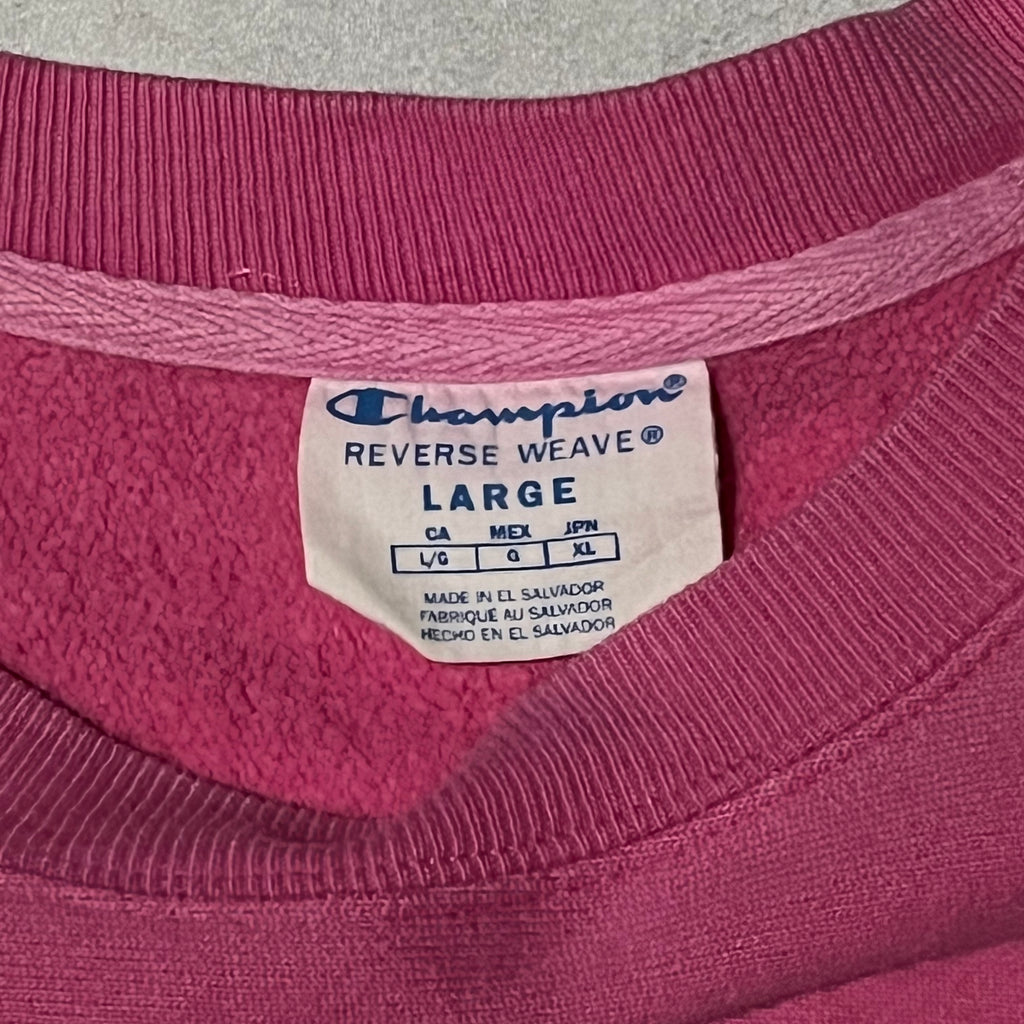 Champion®
REVERSE WEAVE®
LARGE
CA MEX JPN
L/G G XL
MADE IN EL SALVADOR
FABRIQUÉ AU SALVADOR
HECHO EN EL SALVADOR